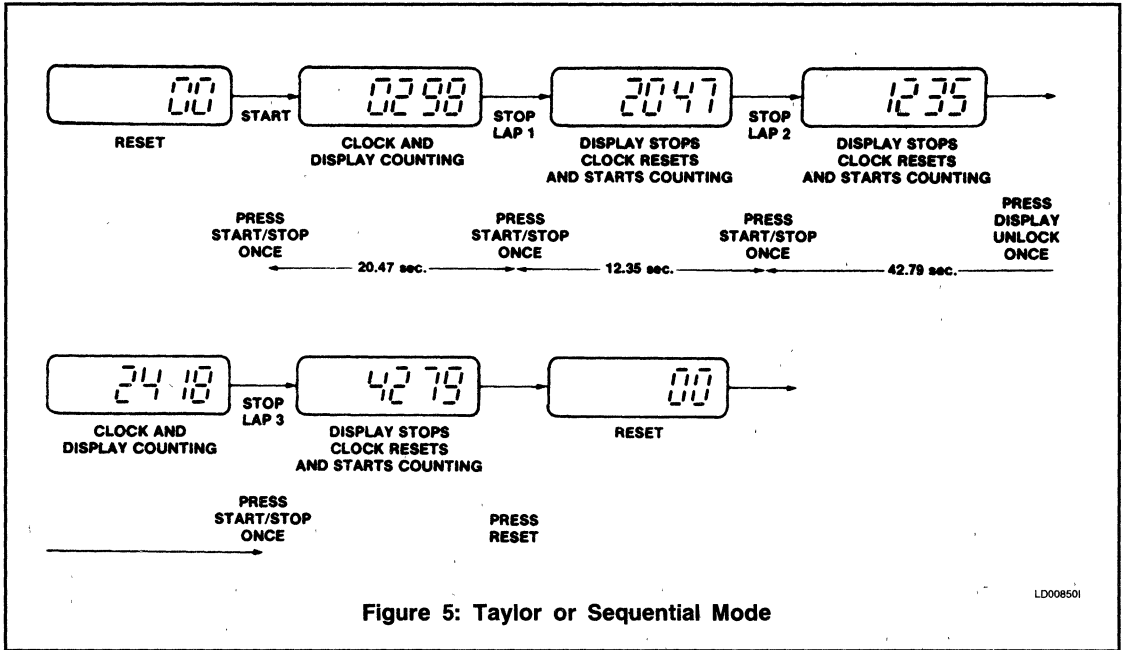 00
RESET
START
0298
CLOCK AND
DISPLAY COUNTING
STOP
LAP 1
2047
DISPLAY STOPS
CLOCK RESETS
AND STARTS COUNTING
STOP
LAP 2
1235
DISPLAY STOPS
CLOCK RESETS
AND STARTS COUNTING
PRESS
START/STOP
ONCE
20.47 sec.
PRESS
START/STOP
ONCE
12.35 sec.
PRESS
START/STOP
ONCE
42.79 sec.
PRESS
DISPLAY
UNLOCK
ONCE
2418
CLOCK AND
DISPLAY COUNTING
STOP
LAP 3
4279
DISPLAY STOPS
CLOCK RESETS
AND STARTS COUNTING
00
RESET
PRESS
START/STOP
ONCE
PRESS
RESET
LD00850I
Figure 5: Taylor or Sequential Mode